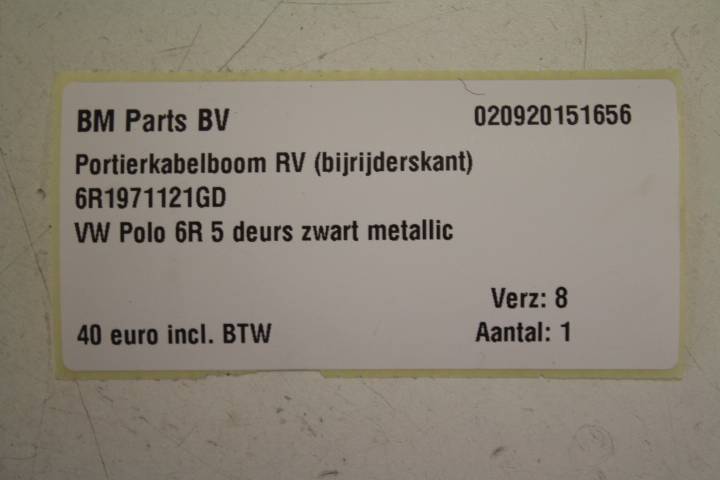 BM Parts BV 020920151656
Portierkabelboom RV (bijrijderskant)
6R1971121GD
VW Polo 6R 5 deurs zwart metallic
Verz: 8
40 euro incl. BTW Aantal: 1